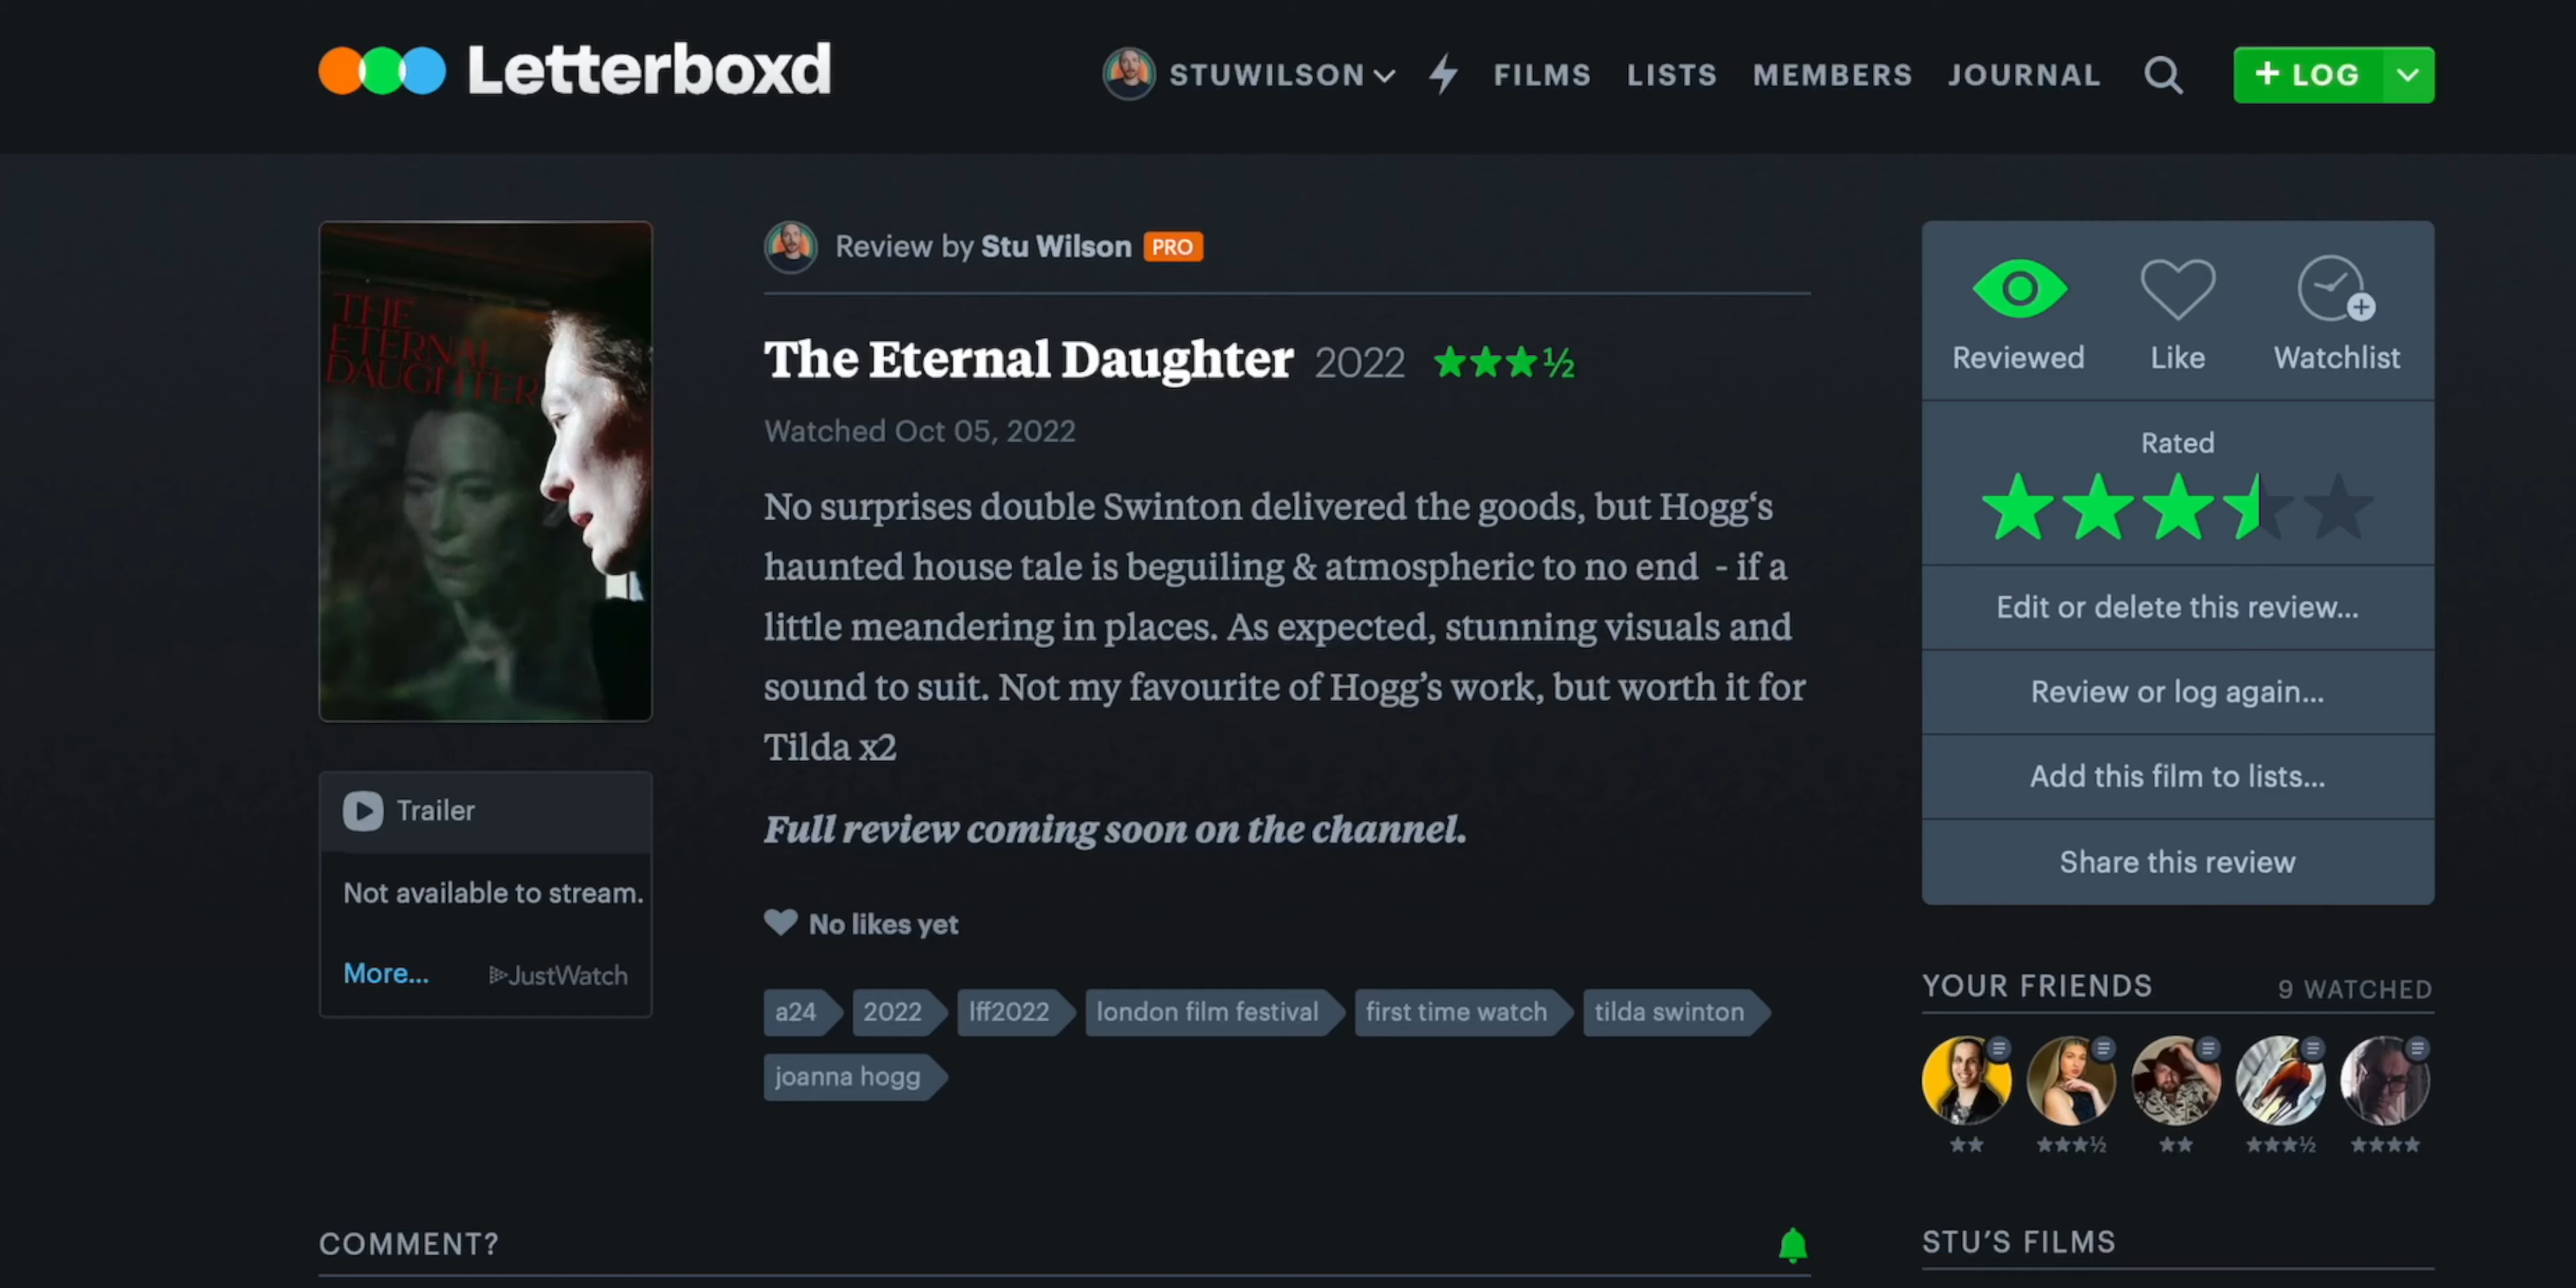 Letterboxd
STUWILSON
FILMS
LISTS
MEMBERS
JOURNAL
+ LOG
THE
ETERNAL
DAUGHTER
Trailer
Not available to stream.
More...
JustWatch
Review by Stu Wilson PRO
The Eternal Daughter 2022 ★★★½
Watched Oct 05, 2022
No surprises double Swinton delivered the goods, but Hogg‘s
haunted house tale is beguiling & atmospheric to no end  - if a
little meandering in places. As expected, stunning visuals and
sound to suit. Not my favourite of Hogg’s work, but worth it for
Tilda x2
Full review coming soon on the channel.
No likes yet
a24
2022
lff2022
london film festival
first time watch
tilda swinton
joanna hogg
COMMENT?
Reviewed
Like
Watchlist
Rated
Edit or delete this review...
Review or log again...
Add this film to lists...
Share this review
YOUR FRIENDS
9 WATCHED
★★
★★★½
★★
★★★½
★★★★
STU’S FILMS